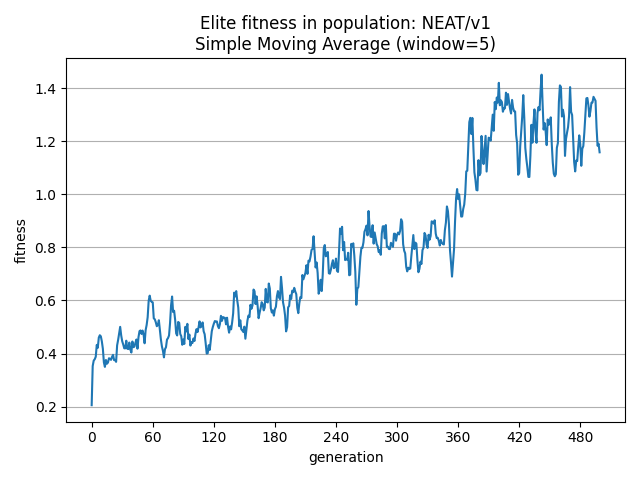 Elite fitness in population: NEAT/v1
Simple Moving Average (window=5)
fitness
1.4
1.2
1.0
0.8
0.6
0.4
0.2
0 60 120 180 240 300 360 420 480
generation